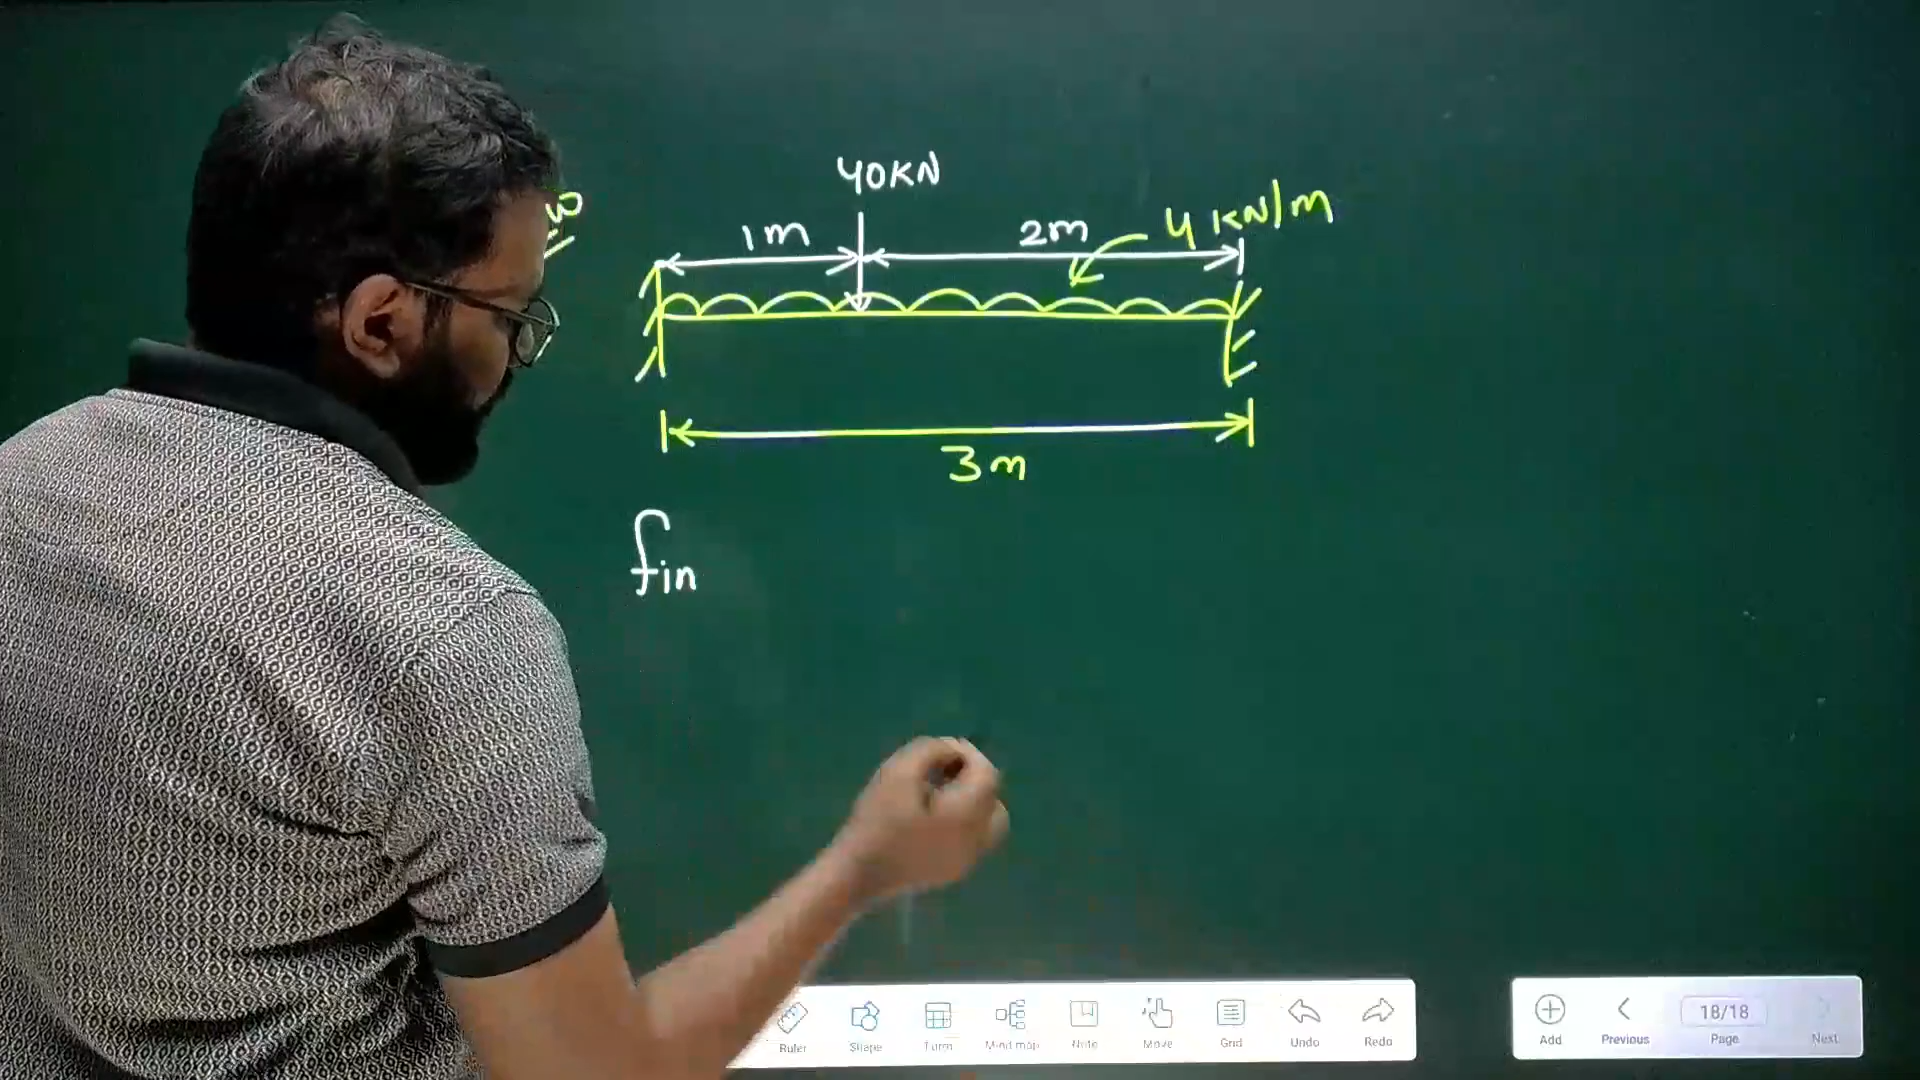 40KN
1m 2m 4 KN/m
3m
fin
Ruler Shape Form Mind map Note Move Grid Undo Redo
Add Previous 18/18 Page Next